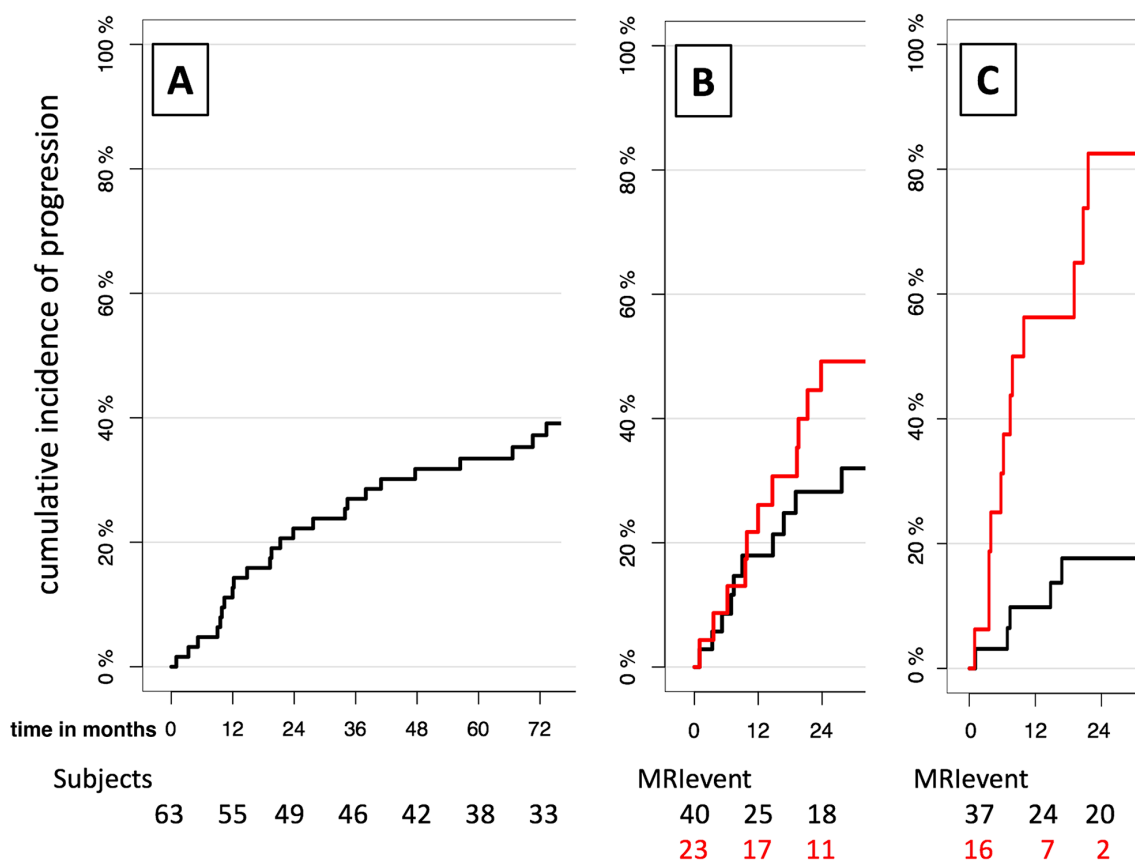 cumulative incidence of progression
A
100 %
80 %
60 %
40 %
20 %
0 %
time in months 0 12 24 36 48 60 72
Subjects
63 55 49 46 42 38 33
B
100 %
80 %
60 %
40 %
20 %
0 %
0 12 24
MRIevent
40 25 18
23 17 11
C
100 %
80 %
60 %
40 %
20 %
0 %
0 12 24
MRIevent
37 24 20
16 7 2